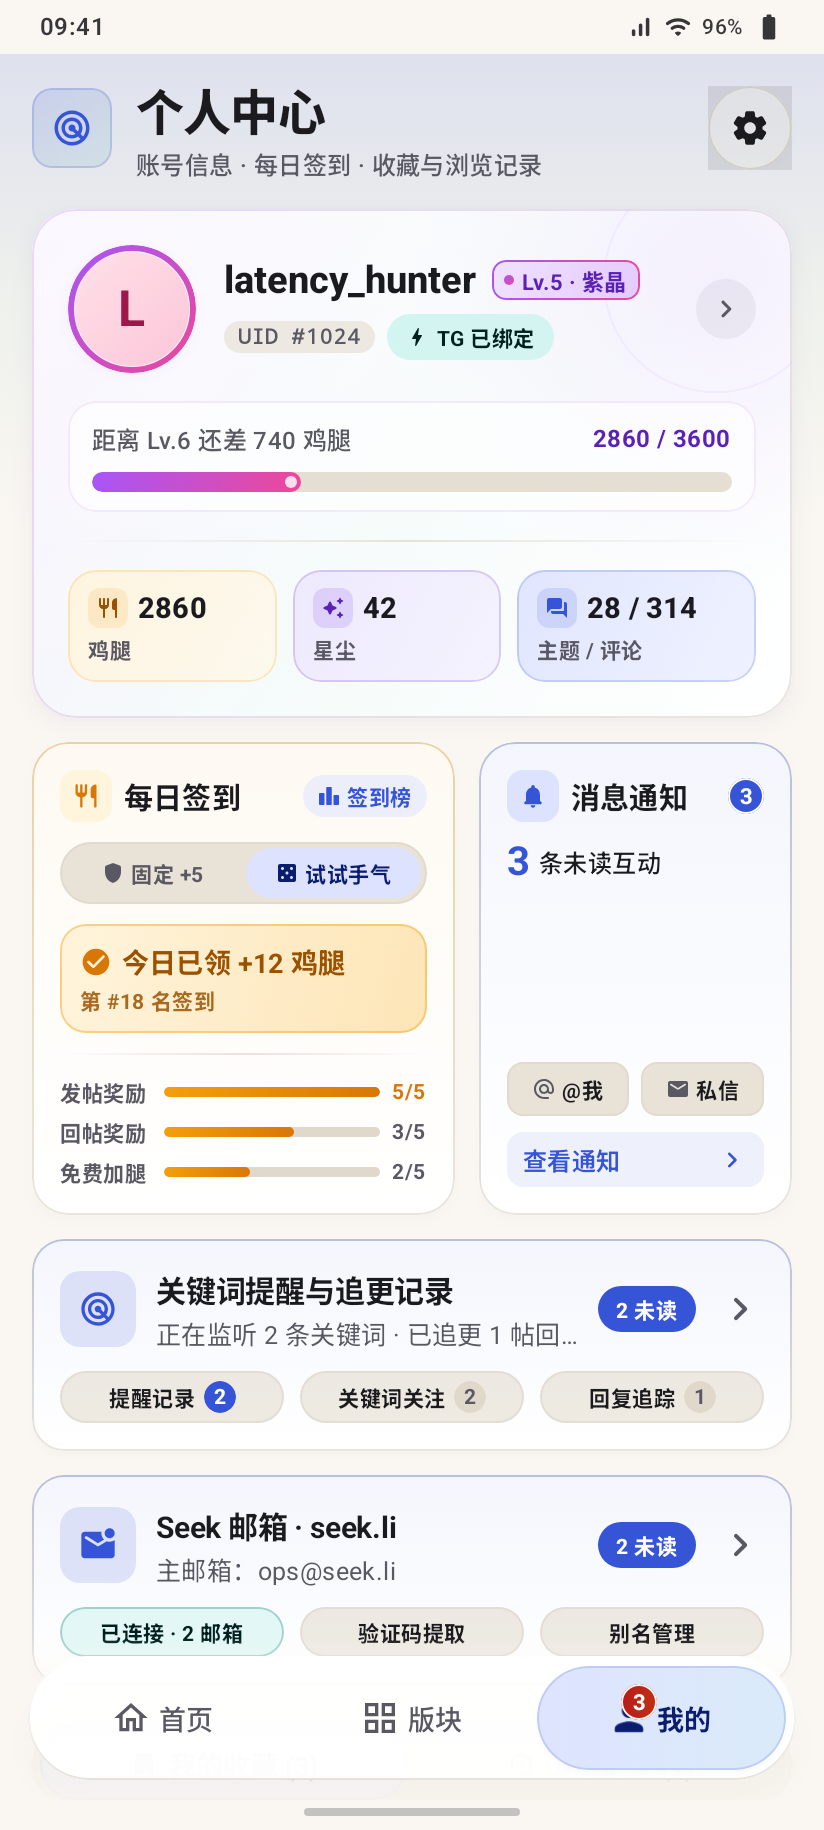 09:41
96%
个人中心
账号信息 · 每日签到 · 收藏与浏览记录
L
latency_hunter
Lv.5 · 紫晶
UID #1024
TG 已绑定
距离 Lv.6 还差 740 鸡腿
2860 / 3600
2860
鸡腿
42
星尘
28 / 314
主题 / 评论
每日签到
签到榜
固定 +5
试试手气
今日已领 +12 鸡腿
第 #18 名签到
发帖奖励
5/5
回帖奖励
3/5
免费加腿
2/5
消息通知
3
3 条未读互动
@我
私信
查看通知
关键词提醒与追更记录
正在监听 2 条关键词 · 已追更 1 帖回...
2 未读
提醒记录 2
关键词关注 2
回复追踪 1
Seek 邮箱 · seek.li
主邮箱：ops@seek.li
2 未读
已连接 · 2 邮箱
验证码提取
别名管理
首页
版块
3
我的
我的收藏 (3)